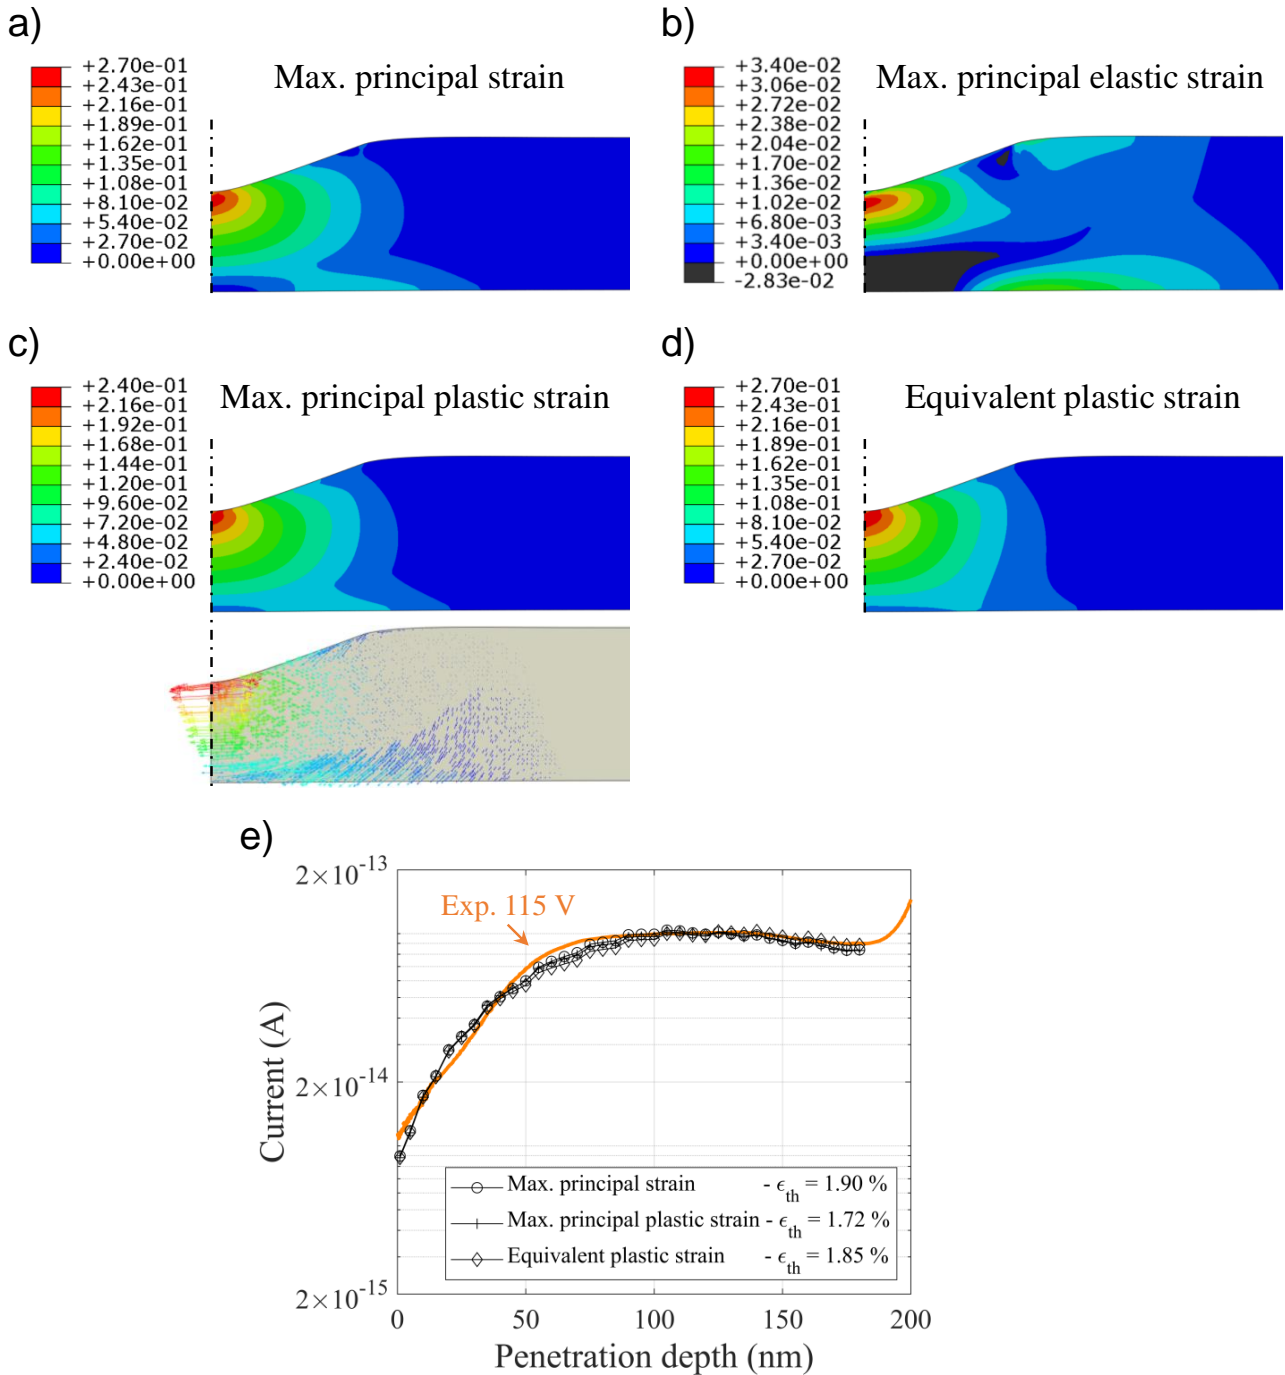 a)
Max. principal strain
+2.70e-01
+2.43e-01
+2.16e-01
+1.89e-01
+1.62e-01
+1.35e-01
+1.08e-01
+8.10e-02
+5.40e-02
+2.70e-02
+0.00e+00
b)
Max. principal elastic strain
+3.40e-02
+3.06e-02
+2.72e-02
+2.38e-02
+2.04e-02
+1.70e-02
+1.36e-02
+1.02e-02
+6.80e-03
+3.40e-03
+0.00e+00
-2.83e-02
c)
Max. principal plastic strain
+2.40e-01
+2.16e-01
+1.92e-01
+1.68e-01
+1.44e-01
+1.20e-01
+9.60e-02
+7.20e-02
+4.80e-02
+2.40e-02
+0.00e+00
d)
Equivalent plastic strain
+2.70e-01
+2.43e-01
+2.16e-01
+1.89e-01
+1.62e-01
+1.35e-01
+1.08e-01
+8.10e-02
+5.40e-02
+2.70e-02
+0.00e+00
e)
2×10⁻¹³
Exp. 115 V
2×10⁻¹⁴
Current (A)
Max. principal strain - ϵ_th = 1.90 %
Max. principal plastic strain - ϵ_th = 1.72 %
Equivalent plastic strain - ϵ_th = 1.85 %
2×10⁻¹⁵
0 50 100 150 200
Penetration depth (nm)